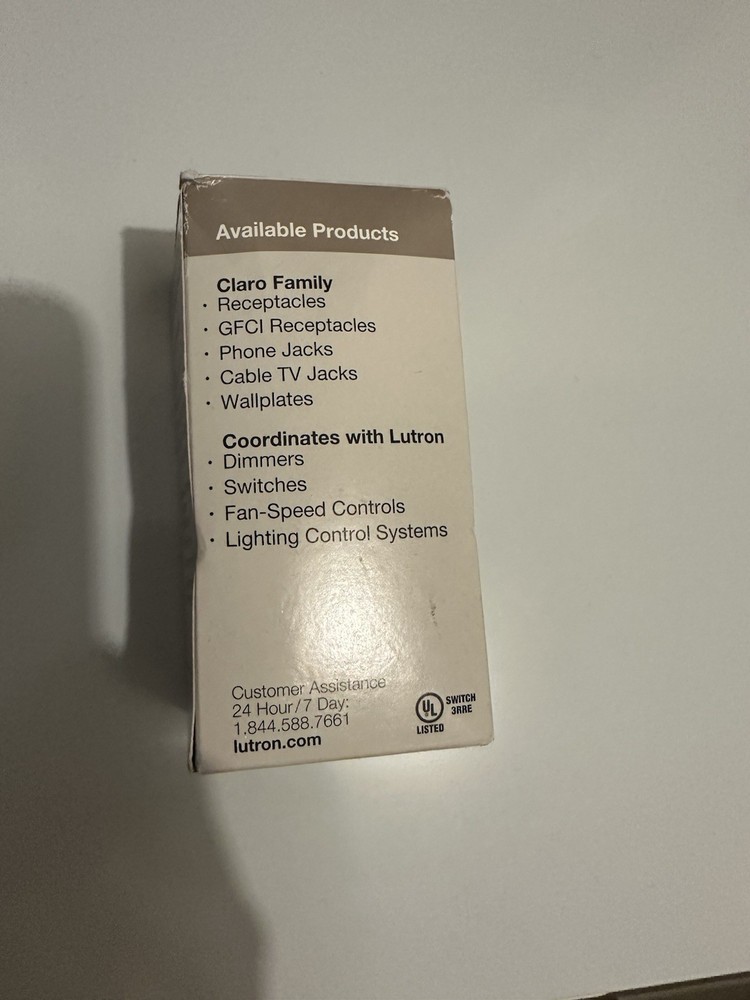 Available Products
Claro Family
· Receptacles
· GFCI Receptacles
· Phone Jacks
· Cable TV Jacks
· Wallplates
Coordinates with Lutron
· Dimmers
· Switches
· Fan-Speed Controls
· Lighting Control Systems
Customer Assistance
24 Hour/7 Day:
1.844.588.7661
lutron.com
UL
LISTED
SWITCH
3RRE